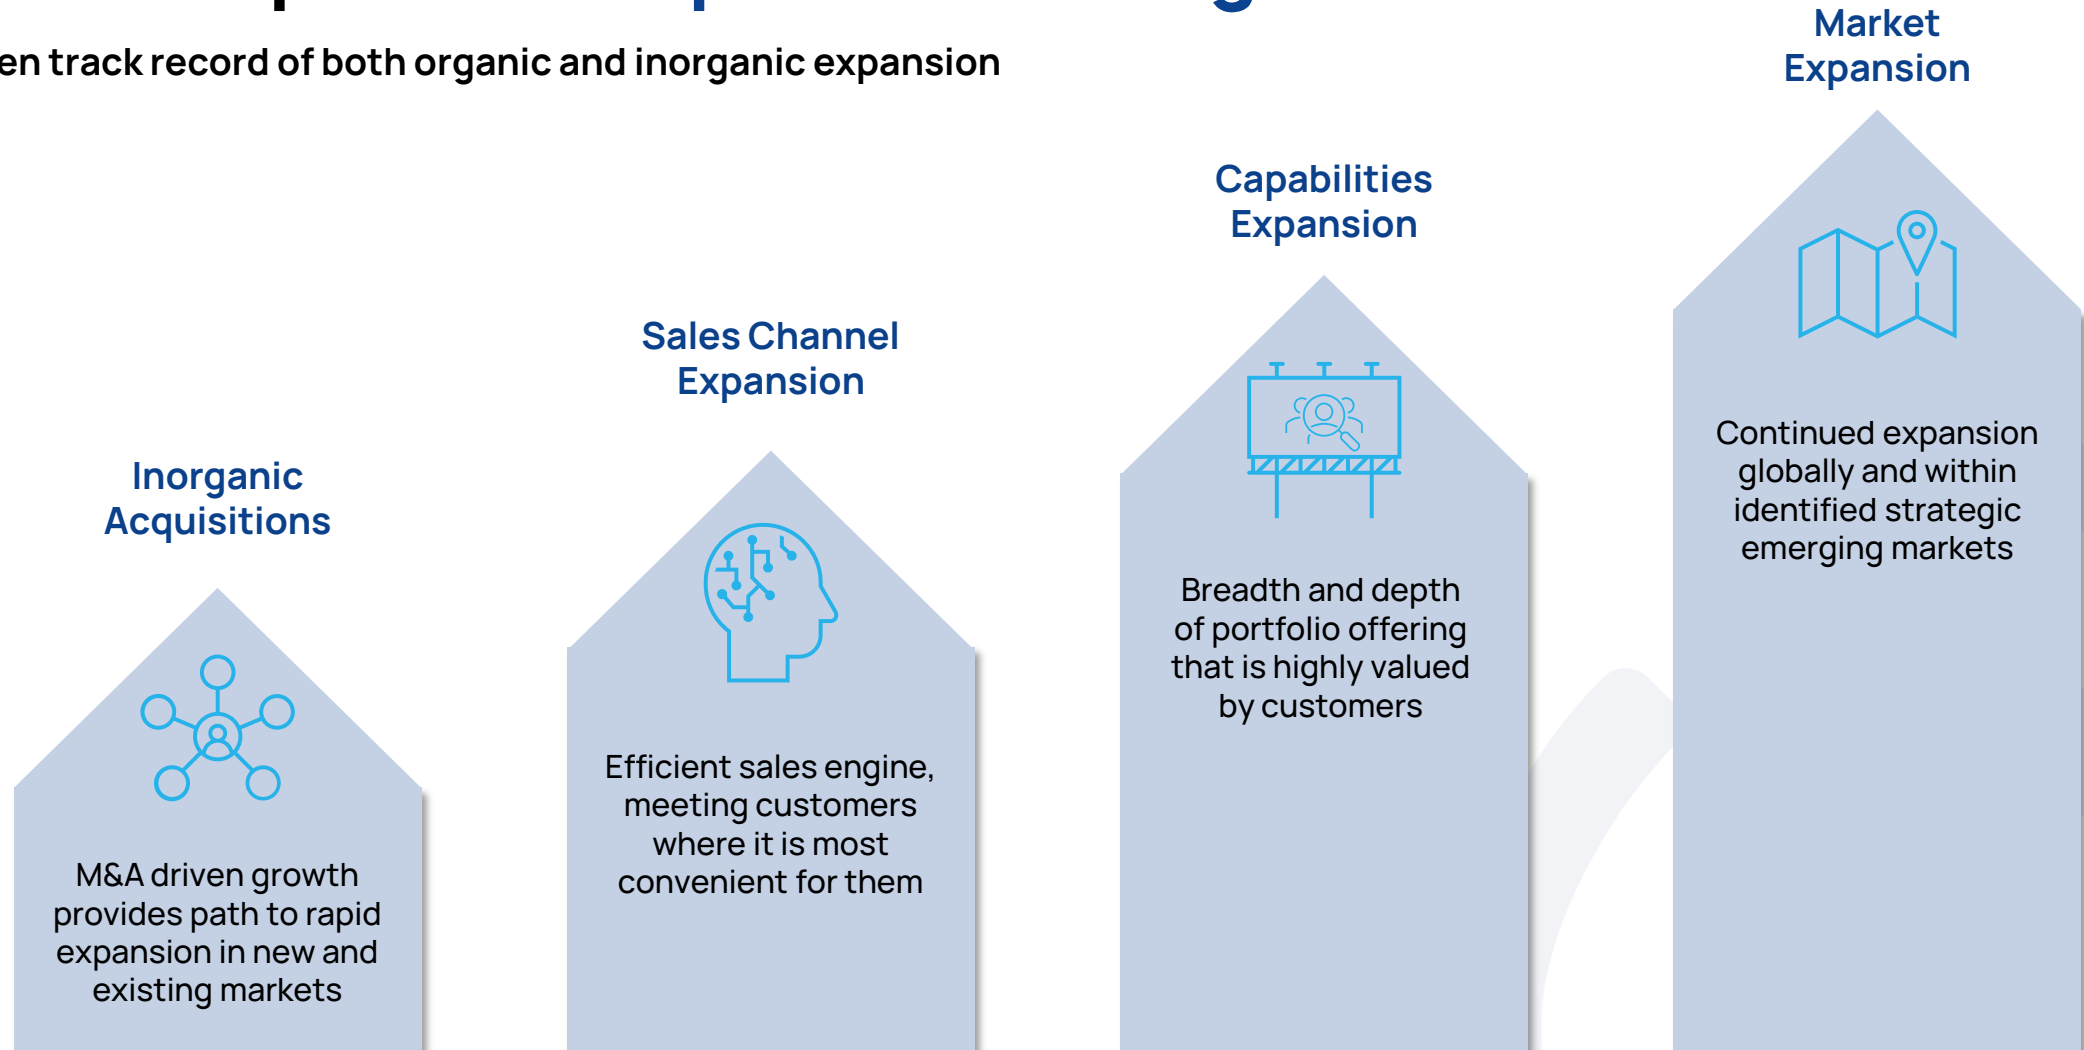 track record of both organic and inorganic expansion
Market
Expansion
Capabilities
Expansion
Sales Channel
Expansion
Inorganic
Acquisitions
Continued expansion
globally and within
identified strategic
emerging markets
Breadth and depth
of portfolio offering
that is highly valued
by customers
Efficient sales engine,
meeting customers
where it is most
convenient for them
M&A driven growth
provides path to rapid
expansion in new and
existing markets